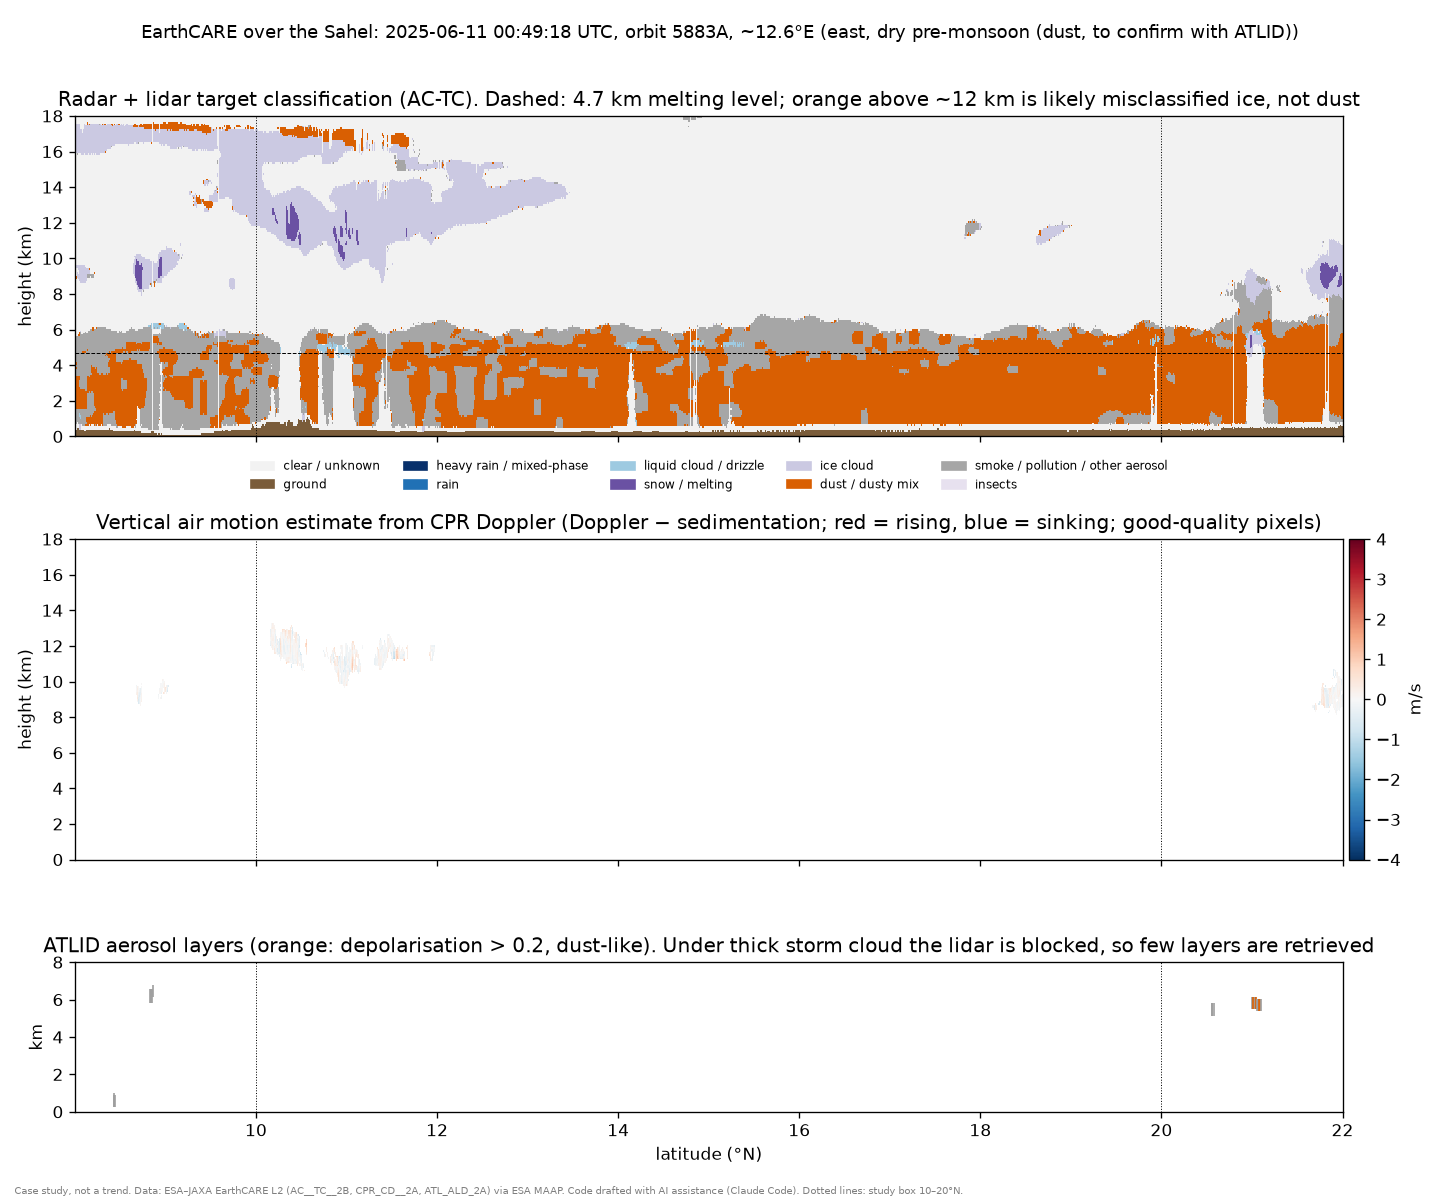 EarthCARE over the Sahel: 2025-06-11 00:49:18 UTC, orbit 5883A, ~12.6°E (east, dry pre-monsoon (dust, to confirm with ATLID))
Radar + lidar target classification (AC-TC). Dashed: 4.7 km melting level; orange above ~12 km is likely misclassified ice, not dust
18
16
14
12
10
8
6
4
2
0
height (km)
clear / unknown
ground
heavy rain / mixed-phase
rain
liquid cloud / drizzle
snow / melting
ice cloud
dust / dusty mix
smoke / pollution / other aerosol
insects
Vertical air motion estimate from CPR Doppler (Doppler − sedimentation; red = rising, blue = sinking; good-quality pixels)
18
16
14
12
10
8
6
4
2
0
height (km)
4
3
2
1
0
−1
−2
−3
−4
m/s
ATLID aerosol layers (orange: depolarisation > 0.2, dust-like). Under thick storm cloud the lidar is blocked, so few layers are retrieved
8
6
4
2
0
km
10
12
14
16
18
20
22
latitude (°N)
Case study, not a trend. Data: ESA–JAXA EarthCARE L2 (AC__TC__2B, CPR_CD__2A, ATL_ALD_2A) via ESA MAAP. Code drafted with AI assistance (Claude Code). Dotted lines: study box 10–20°N.